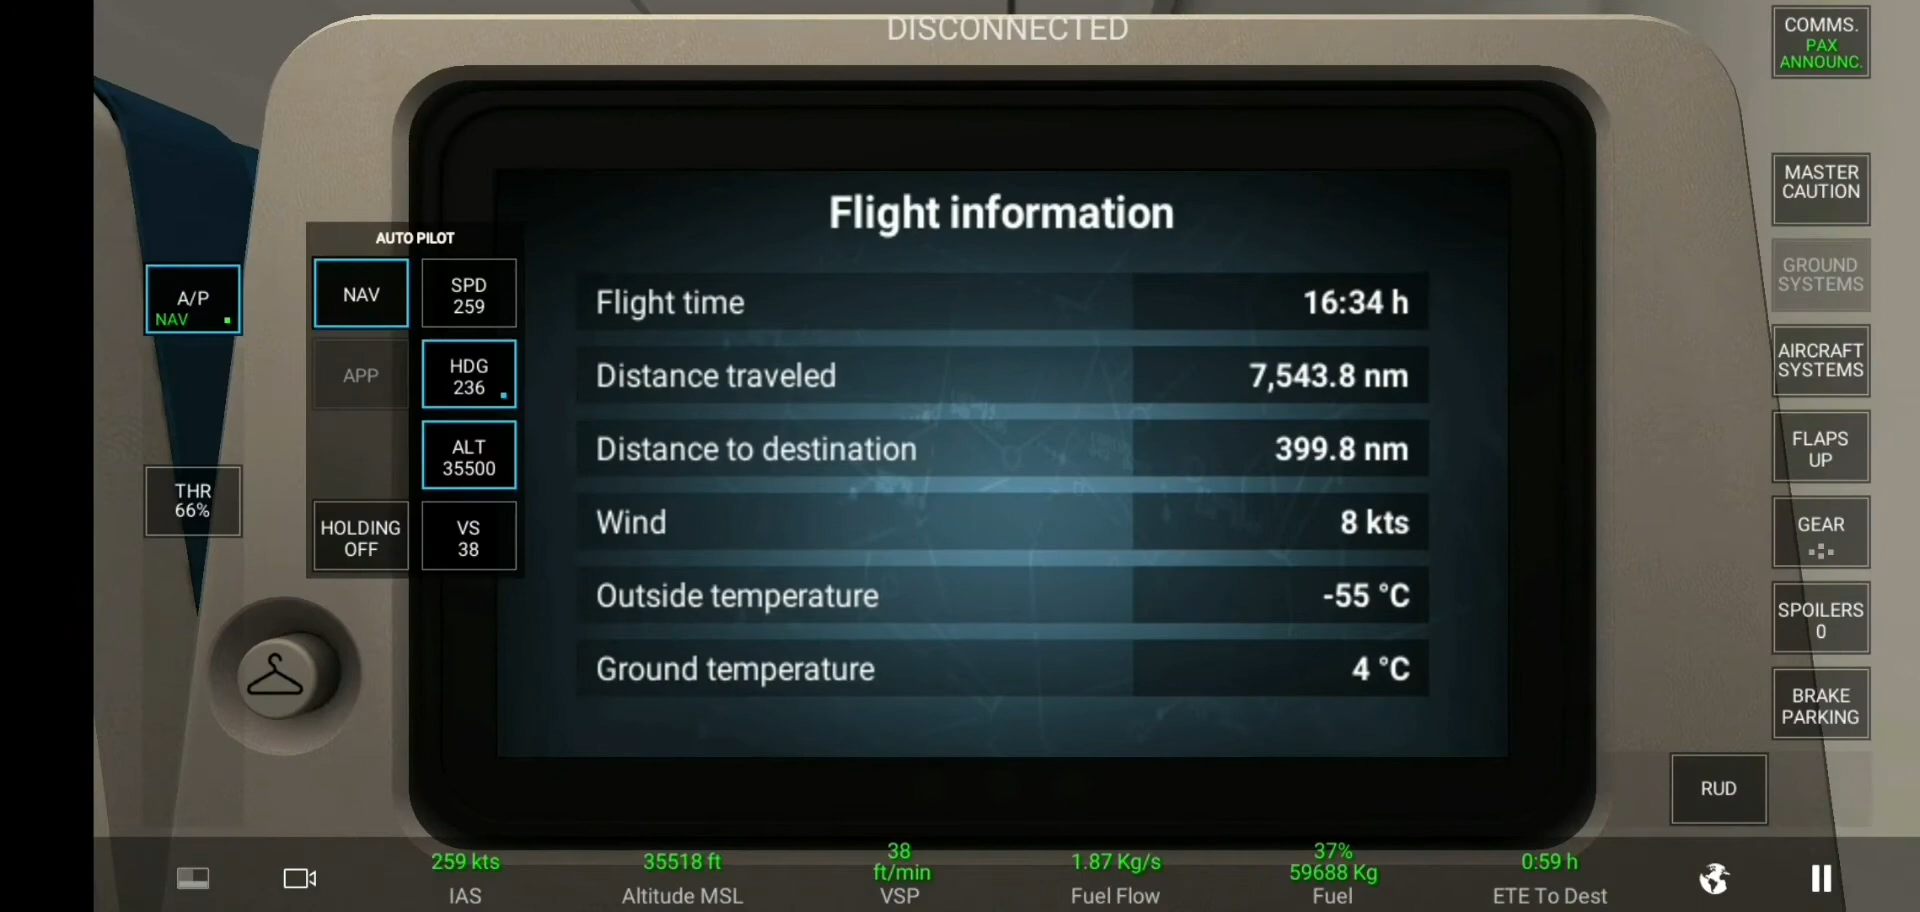 DISCONNECTED
COMMS.
PAX
ANNOUNC.
MASTER
CAUTION
GROUND
SYSTEMS
AIRCRAFT
SYSTEMS
FLAPS
UP
GEAR
SPOILERS
0
BRAKE
PARKING
RUD
A/P
NAV
THR
66%
AUTO PILOT
NAV
SPD
259
APP
HDG
236
ALT
35500
HOLDING
OFF
VS
38
Flight information
Flight time 16:34 h
Distance traveled 7,543.8 nm
Distance to destination 399.8 nm
Wind 8 kts
Outside temperature -55 °C
Ground temperature 4 °C
259 kts
IAS
35518 ft
Altitude MSL
38
ft/min
VSP
1.87 Kg/s
Fuel Flow
37%
59688 Kg
Fuel
0:59 h
ETE To Dest